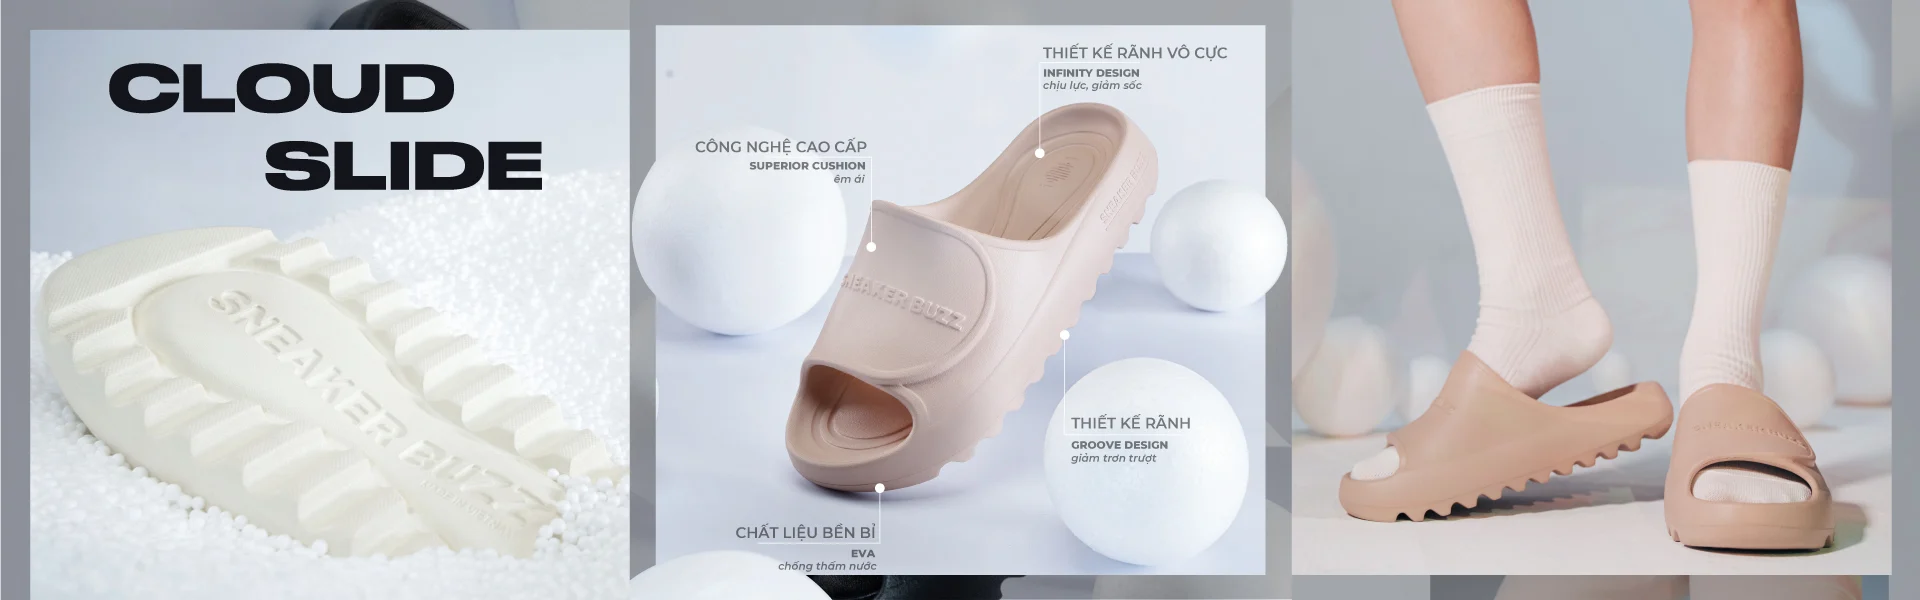 CLOUD
SLIDE
SNEAKER BUZZ
THIẾT KẾ RÃNH VÔ CỰC
INFINITY DESIGN
chịu lực, giảm sốc
CÔNG NGHỆ CAO CẤP
SUPERIOR CUSHION
êm ái
SNEAKER BUZZ
THIẾT KẾ RÃNH
GROOVE DESIGN
giảm trơn trượt
CHẤT LIỆU BỀN BỈ
EVA
chống thấm nước
SNEAKER BUZZ